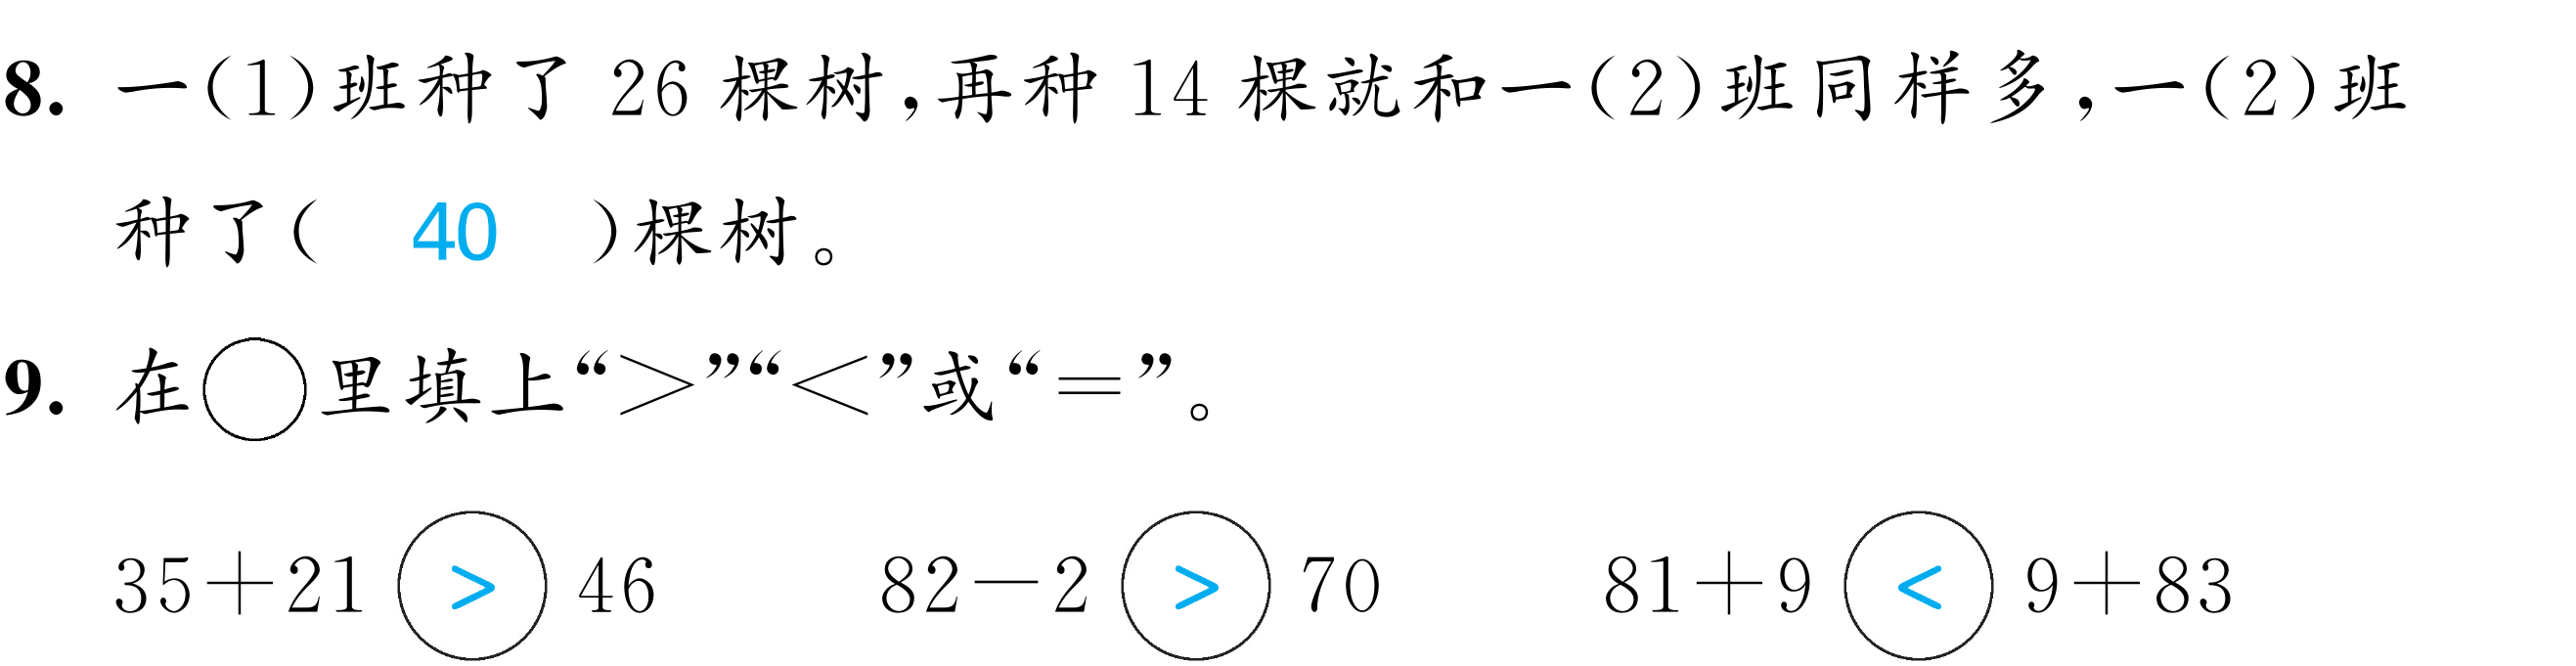 8. 一(1)班种了 26 棵树,再种 14 棵就和一(2)班同样多,一(2)班
种了( 40 )棵树。
9. 在○里填上“>”“<”或“=”。
35+21 > 46 82-2 > 70 81+9 < 9+83